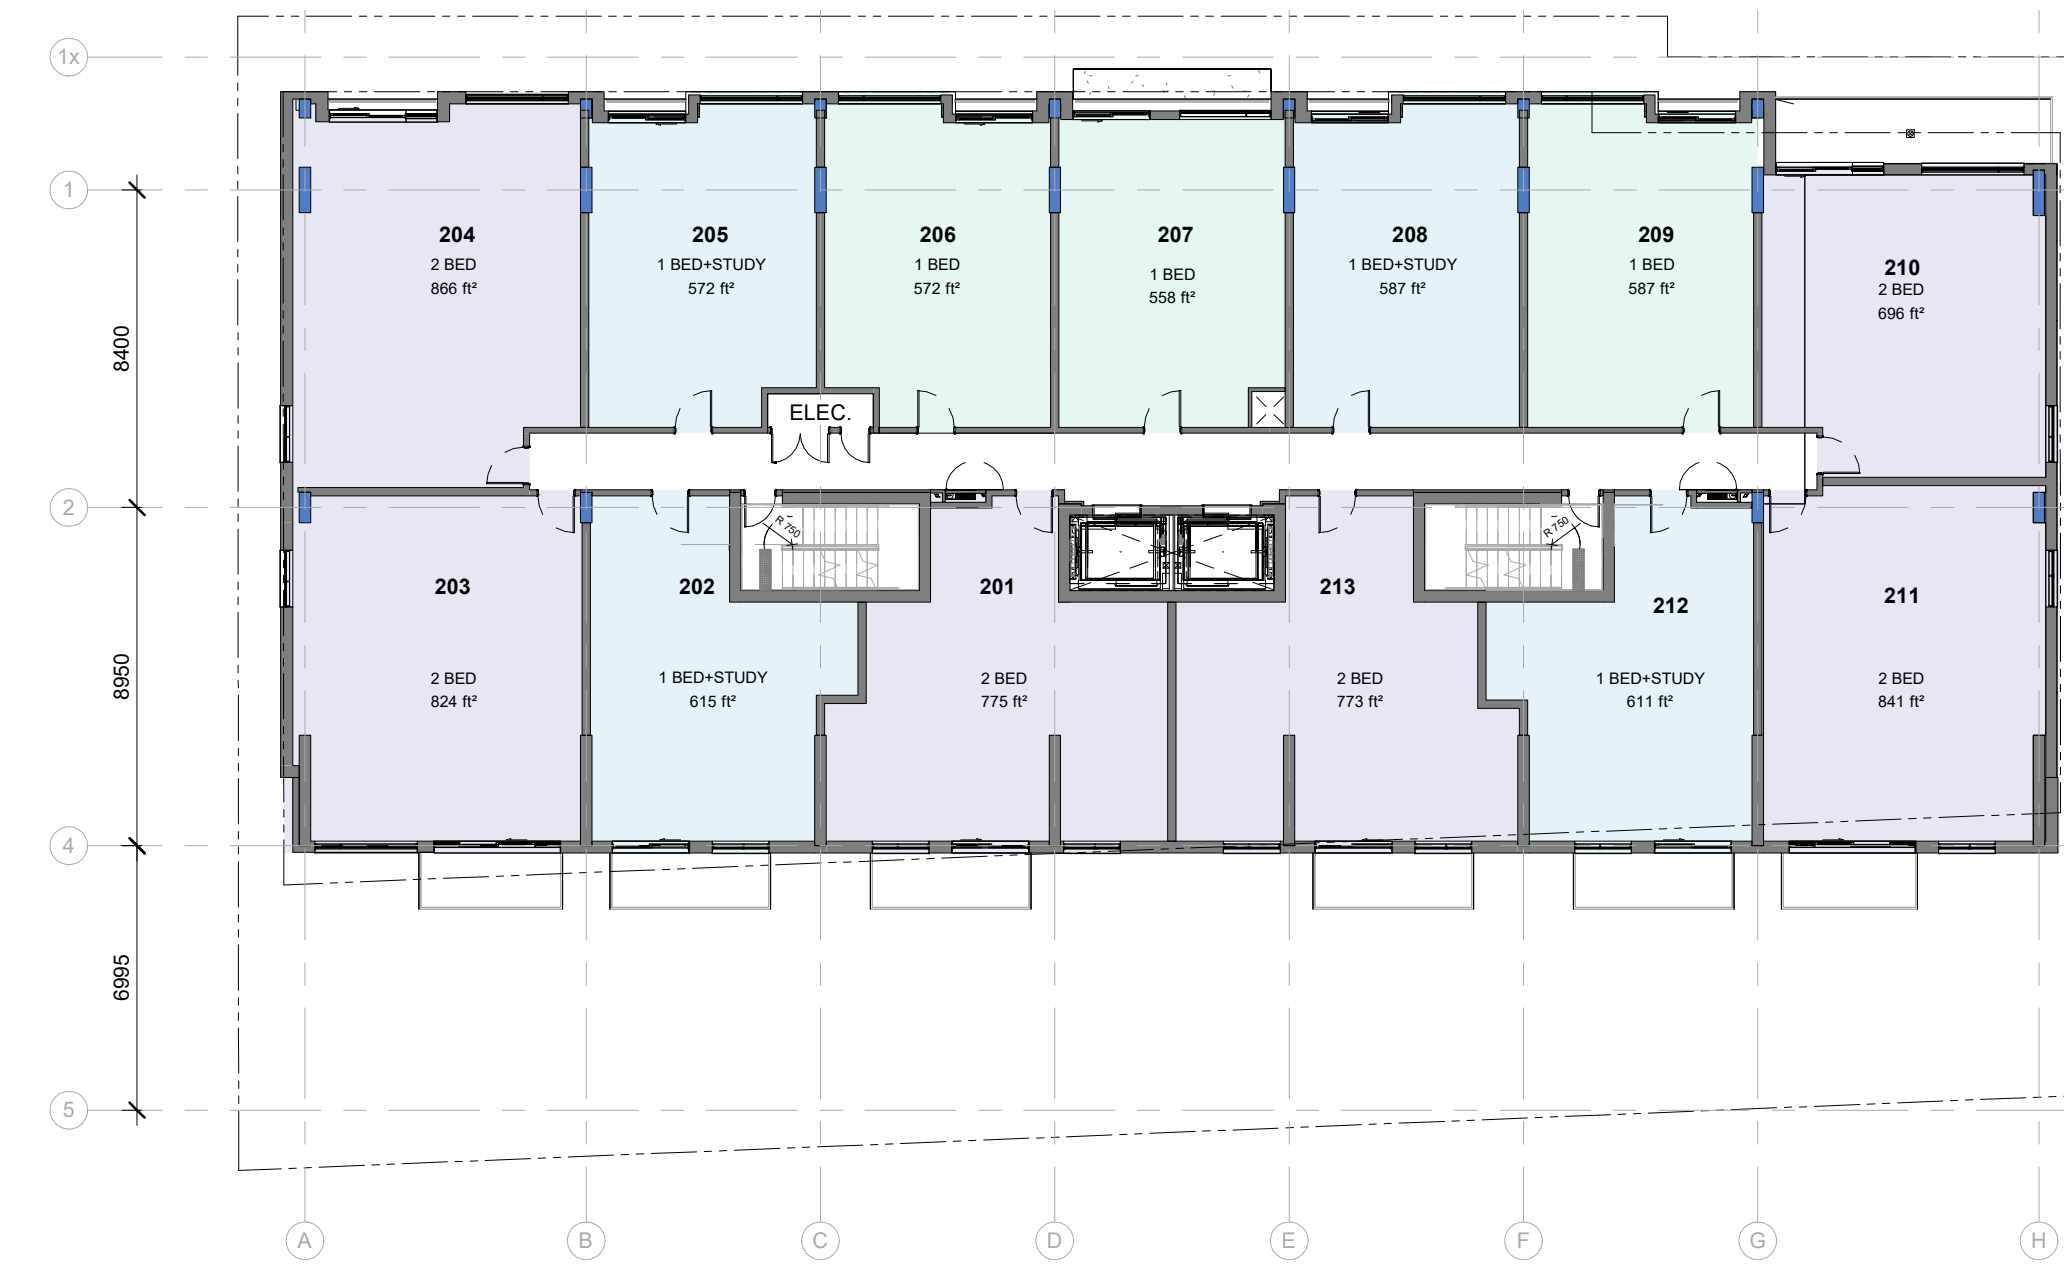 1x
1
204
2 BED
866 ft²
205
1 BED+STUDY
572 ft²
206
1 BED
572 ft²
207
1 BED
558 ft²
208
1 BED+STUDY
587 ft²
209
1 BED
587 ft²
210
2 BED
696 ft²
8400
ELEC.
2
R 750
R 750
203
2 BED
824 ft²
202
1 BED+STUDY
615 ft²
201
2 BED
775 ft²
213
2 BED
773 ft²
212
1 BED+STUDY
611 ft²
211
2 BED
841 ft²
8950
4
6995
5
A
B
C
D
E
F
G
H